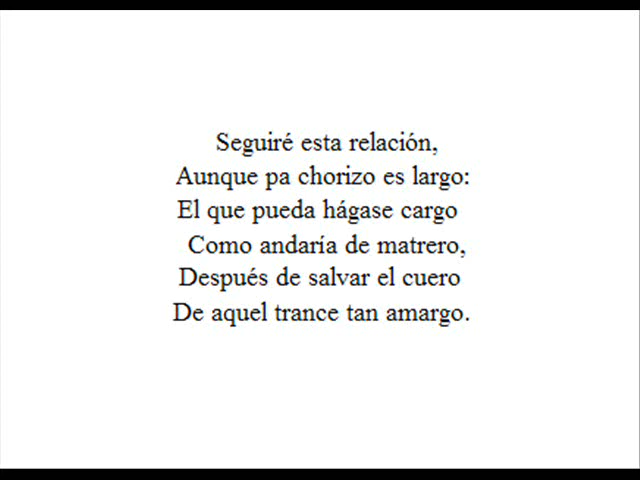 Seguiré esta relación,
Aunque pa chorizo es largo:
El que pueda hágase cargo
Como andaría de matrero,
Después de salvar el cuero
De aquel trance tan amargo.